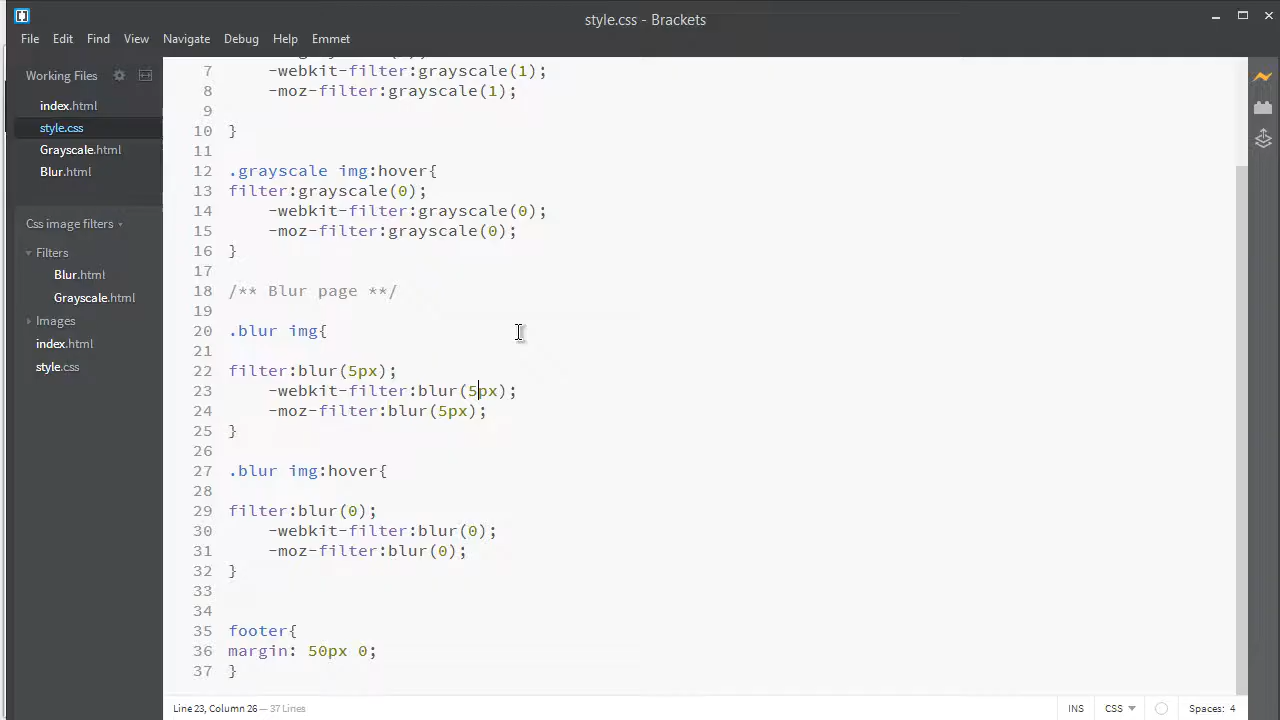 style.css - Brackets
File Edit Find View Navigate Debug Help Emmet
Working Files
index.html
style.css
Grayscale.html
Blur.html
Css image filters
Filters
Blur.html
Grayscale.html
Images
index.html
style.css
7 -webkit-filter:grayscale(1);
8 -moz-filter:grayscale(1);
9
10 }
11
12 .grayscale img:hover{
13 filter:grayscale(0);
14 -webkit-filter:grayscale(0);
15 -moz-filter:grayscale(0);
16 }
17
18 /** Blur page **/
19
20 .blur img{
21
22 filter:blur(5px);
23 -webkit-filter:blur(5px);
24 -moz-filter:blur(5px);
25 }
26
27 .blur img:hover{
28
29 filter:blur(0);
30 -webkit-filter:blur(0);
31 -moz-filter:blur(0);
32 }
33
34
35 footer{
36 margin: 50px 0;
37 }
Line 23, Column 26 — 37 Lines
INS CSS Spaces: 4